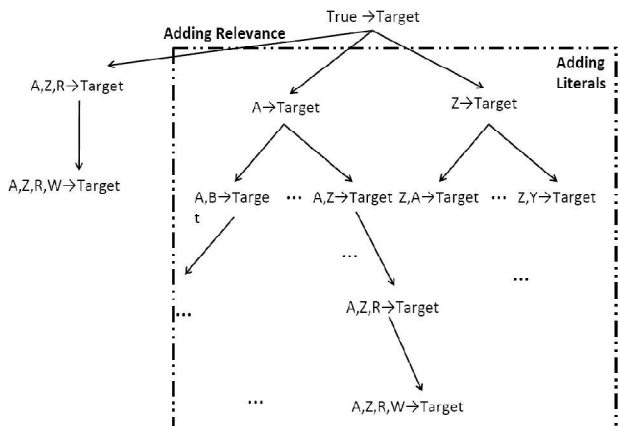 True →Target
Adding Relevance
Adding
Literals
A,Z,R→Target
A→Target
Z→Target
A,Z,R,W→Target
A,B→Targe
t
...
A,Z→Target
Z,A→Target
...
Z,Y→Target
...
...
...
A,Z,R→Target
...
A,Z,R,W→Target